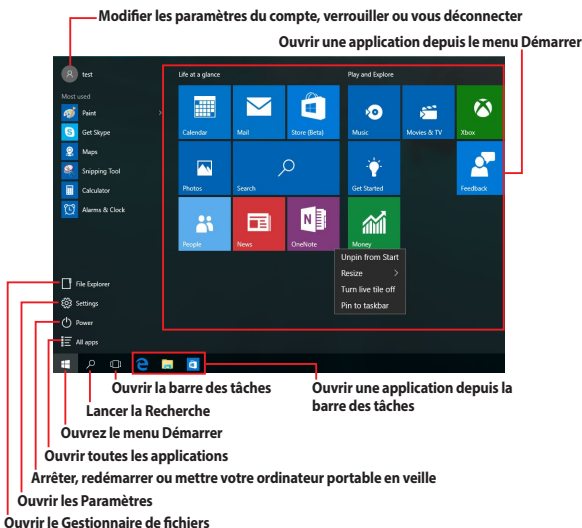 Modifier les paramètres du compte, verrouiller ou vous déconnecter
Ouvrir une application depuis le menu Démarrer
test
Life at a glance
Play and Explore
Most used
Paint
Get Skype
Maps
Snipping Tool
Calculator
Alarms & Clock
Calendar
Mail
Store (Beta)
Music
Movies & TV
Xbox
Photos
Search
Get Started
Feedback
People
News
OneNote
Money
Unpin from Start
Resize
Turn live tile off
Pin to taskbar
File Explorer
Settings
Power
All apps
Ouvrir la barre des tâches
Ouvrir une application depuis la
barre des tâches
Lancer la Recherche
Ouvrez le menu Démarrer
Ouvrir toutes les applications
Arrêter, redémarrer ou mettre votre ordinateur portable en veille
Ouvrir les Paramètres
Ouvrir le Gestionnaire de fichiers